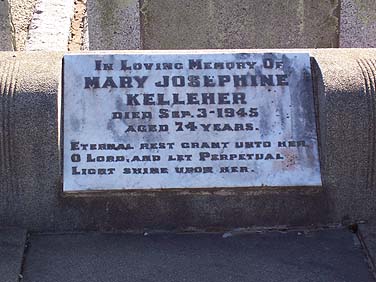 In Loving Memory Of
Mary Josephine
Kelleher
Died Sep. 3-1945
Aged 74 Years.
Eternal rest grant unto her
O Lord, and let Perpetual
Light shine upon her.